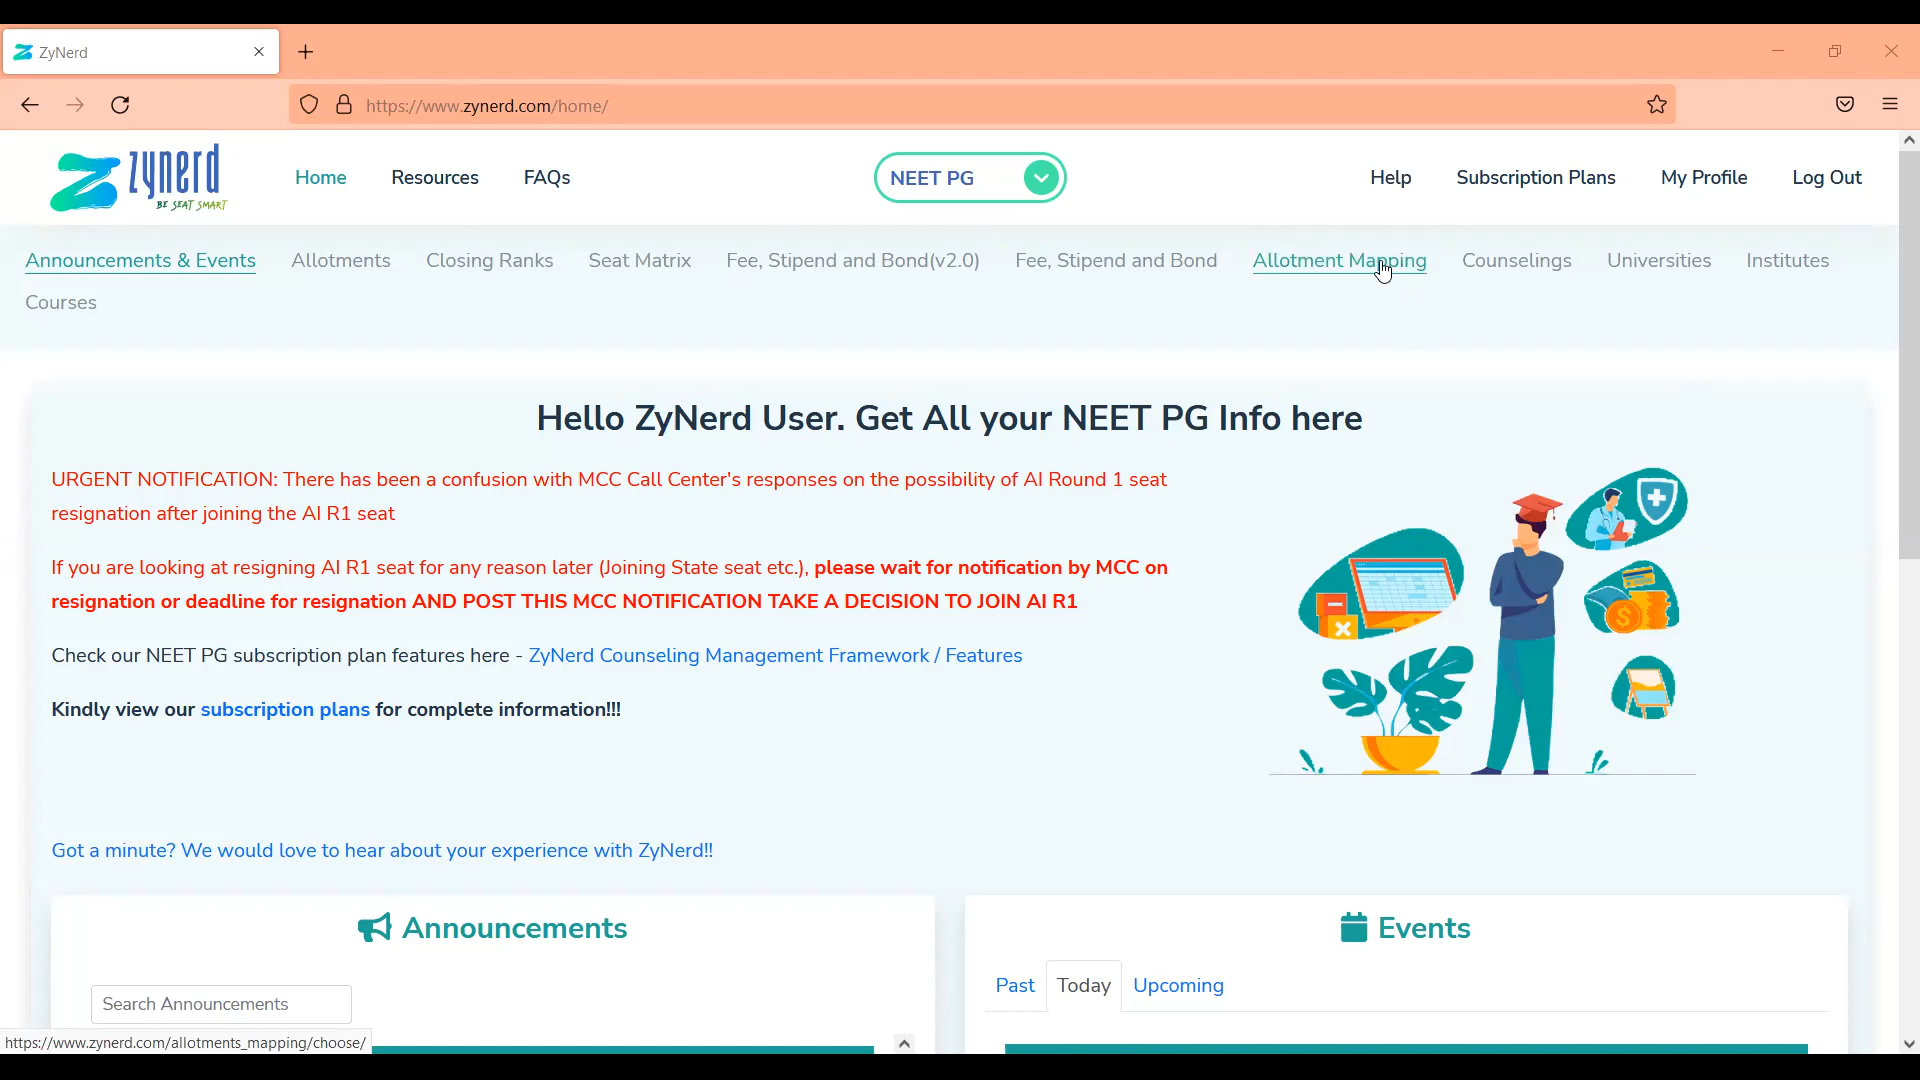 ZyNerd
https://www.zynerd.com/home/
zynerd
BE SEAT SMART
Home Resources FAQs NEET PG Help Subscription Plans My Profile Log Out
Announcements & Events Allotments Closing Ranks Seat Matrix Fee, Stipend and Bond(v2.0) Fee, Stipend and Bond Allotment Mapping Counselings Universities Institutes
Courses
Hello ZyNerd User. Get All your NEET PG Info here
URGENT NOTIFICATION: There has been a confusion with MCC Call Center's responses on the possibility of AI Round 1 seat
resignation after joining the AI R1 seat
If you are looking at resigning AI R1 seat for any reason later (Joining State seat etc.), please wait for notification by MCC on
resignation or deadline for resignation AND POST THIS MCC NOTIFICATION TAKE A DECISION TO JOIN AI R1
Check our NEET PG subscription plan features here - ZyNerd Counseling Management Framework / Features
Kindly view our subscription plans for complete information!!!
Got a minute? We would love to hear about your experience with ZyNerd!!
Announcements
Search Announcements
Events
Past Today Upcoming
https://www.zynerd.com/allotments_mapping/choose/